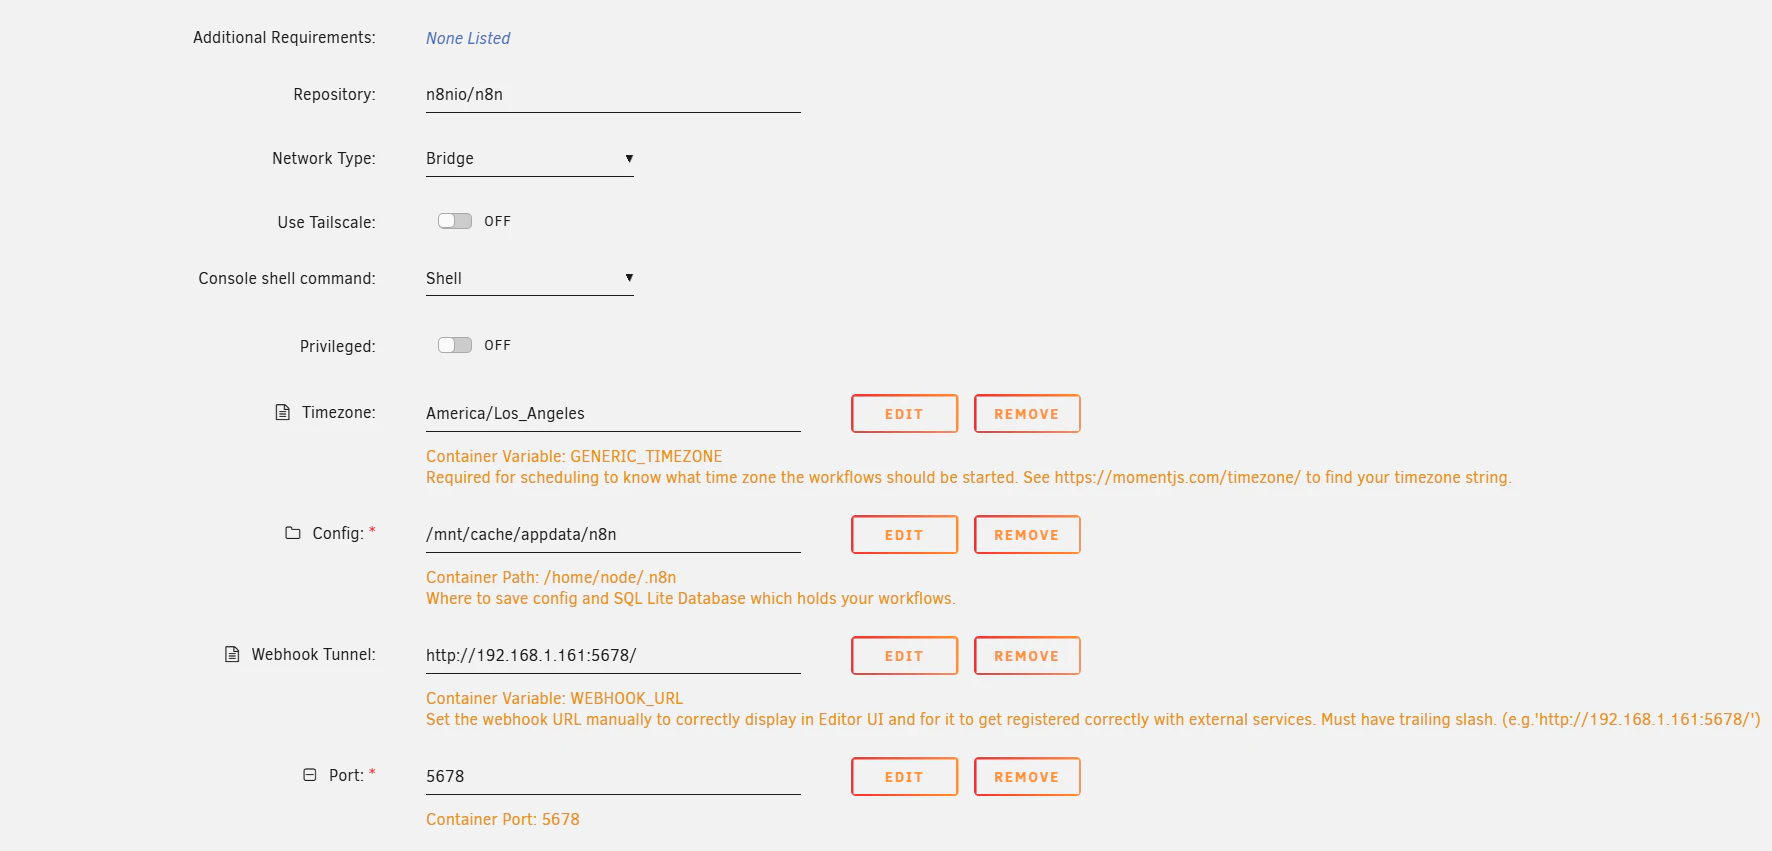 Additional Requirements: None Listed
Repository: n8nio/n8n
Network Type: Bridge
Use Tailscale: OFF
Console shell command: Shell
Privileged: OFF
Timezone: America/Los_Angeles EDIT REMOVE
Container Variable: GENERIC_TIMEZONE
Required for scheduling to know what time zone the workflows should be started. See https://momentjs.com/timezone/ to find your timezone string.
Config: * /mnt/cache/appdata/n8n EDIT REMOVE
Container Path: /home/node/.n8n
Where to save config and SQL Lite Database which holds your workflows.
Webhook Tunnel: http://192.168.1.161:5678/ EDIT REMOVE
Container Variable: WEBHOOK_URL
Set the webhook URL manually to correctly display in Editor UI and for it to get registered correctly with external services. Must have trailing slash. (e.g.'http://192.168.1.161:5678/')
Port: * 5678 EDIT REMOVE
Container Port: 5678